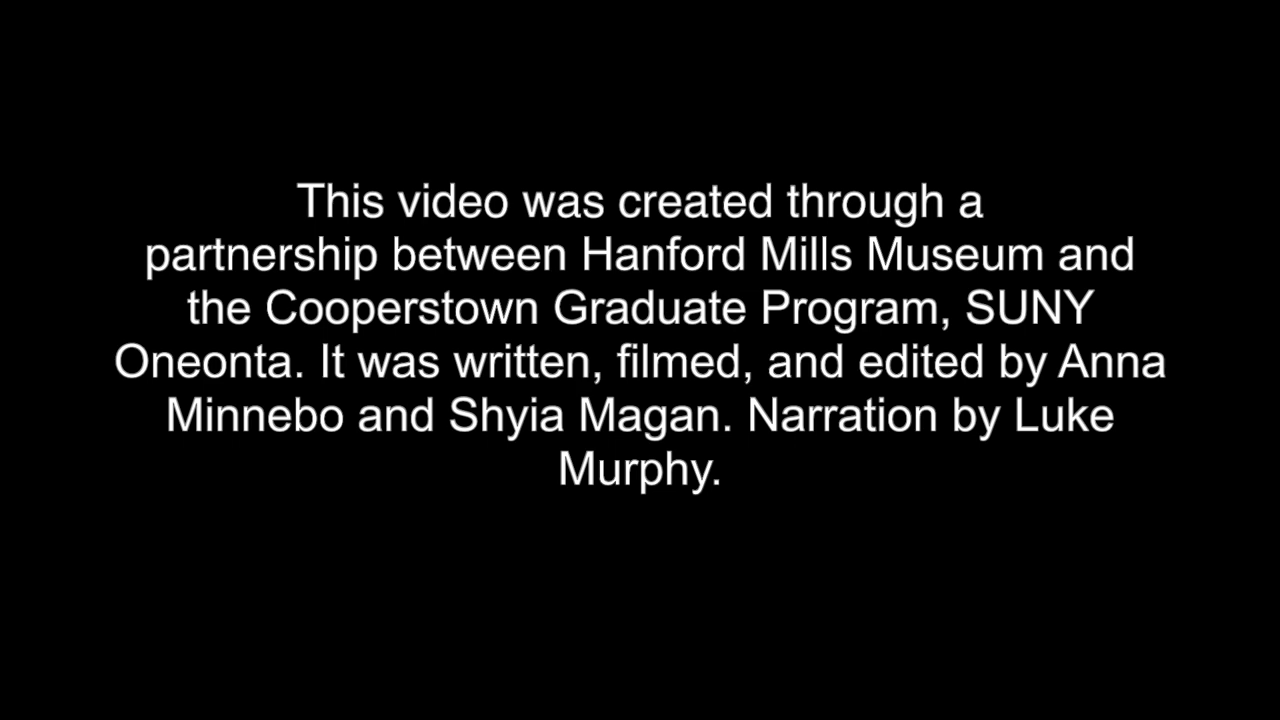 This video was created through a
partnership between Hanford Mills Museum and
the Cooperstown Graduate Program, SUNY
Oneonta. It was written, filmed, and edited by Anna
Minnebo and Shyia Magan. Narration by Luke
Murphy.